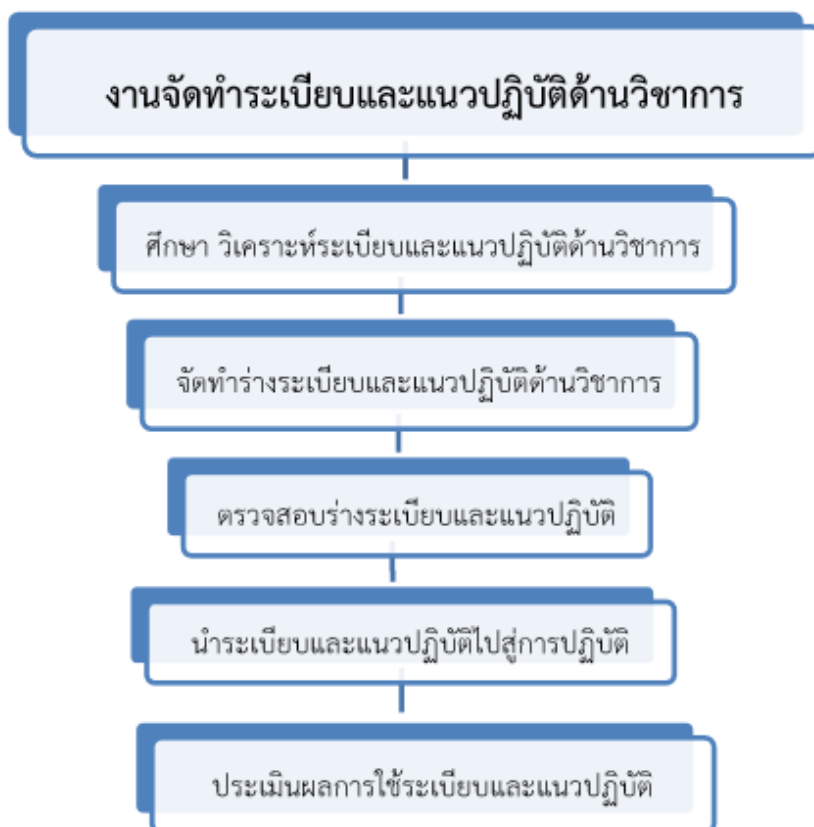 งานจัดทำระเบียบและแนวปฏิบัติด้านวิชาการ
ศึกษา วิเคราะห์ระเบียบและแนวปฏิบัติด้านวิชาการ
จัดทำร่างระเบียบและแนวปฏิบัติด้านวิชาการ
ตรวจสอบร่างระเบียบและแนวปฏิบัติ
นำระเบียบและแนวปฏิบัติไปสู่การปฏิบัติ
ประเมินผลการใช้ระเบียบและแนวปฏิบัติ